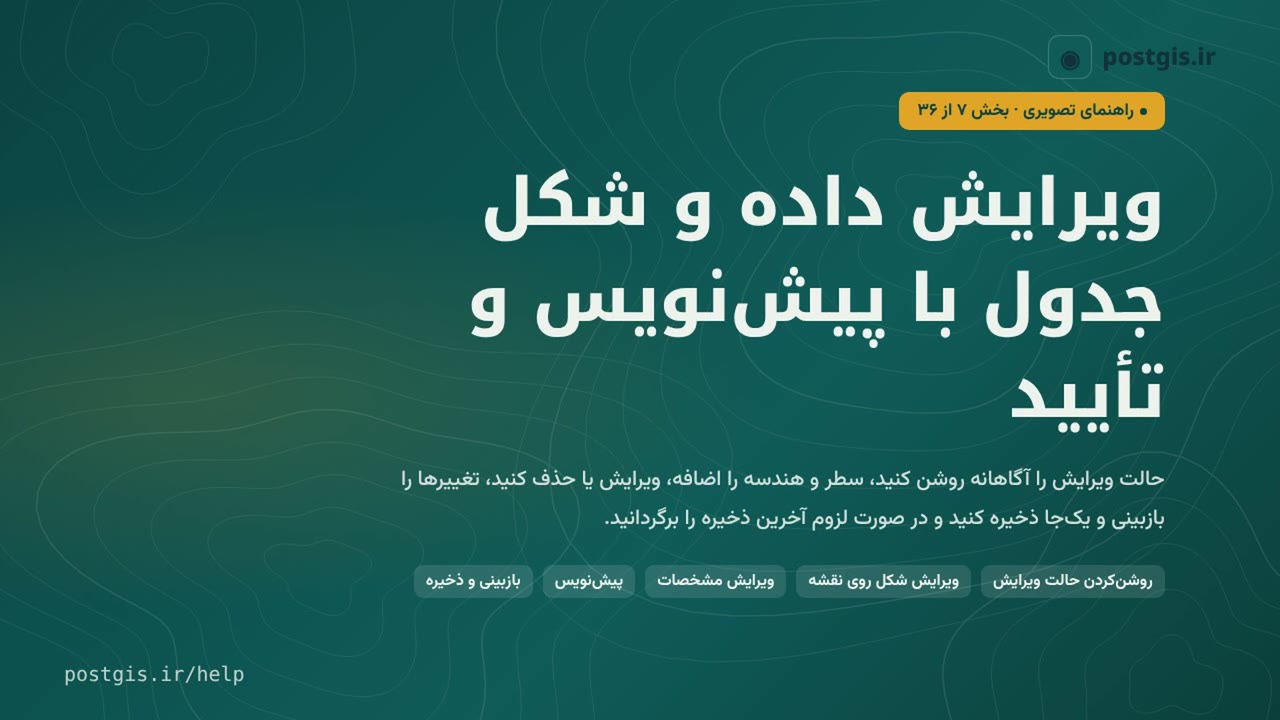 postgis.ir
• راهنمای تصویری · بخش ۷ از ۳۶
ویرایش داده و شکل
جدول با پیش‌نویس و
تأیید
حالت ویرایش را آگاهانه روشن کنید، سطر و هندسه را اضافه، ویرایش یا حذف کنید، تغییرها را
بازبینی و یک‌جا ذخیره کنید و در صورت لزوم آخرین ذخیره را برگردانید.
روشن‌کردن حالت ویرایش ویرایش شکل روی نقشه ویرایش مشخصات پیش‌نویس بازبینی و ذخیره
postgis.ir/help